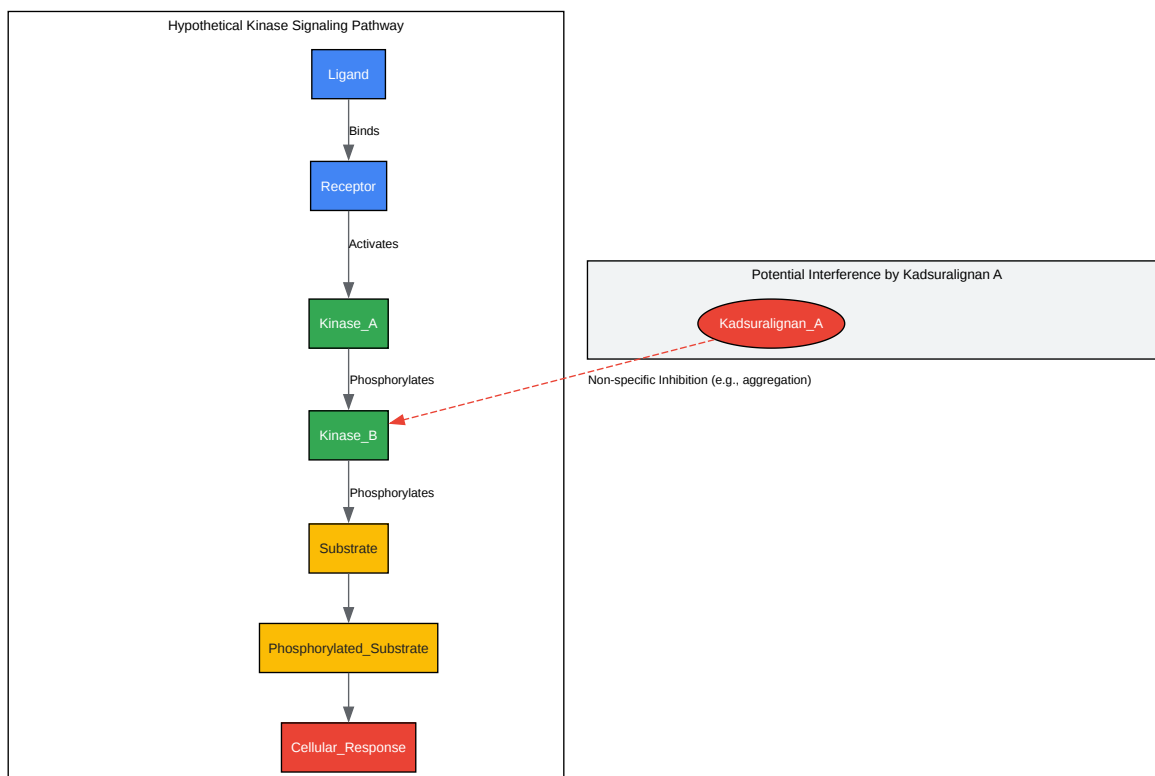 Hypothetical Kinase Signaling Pathway
Ligand
Binds
Receptor
Activates
Potential Interference by Kadsuralignan A
Kadsuralignan_A
Kinase_A
Phosphorylates
Non-specific Inhibition (e.g., aggregation)
Kinase_B
Phosphorylates
Substrate
Phosphorylated_Substrate
Cellular_Response